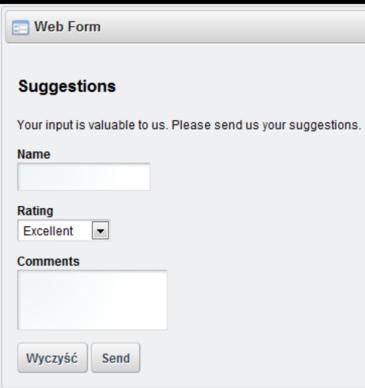 Web Form
Suggestions
Your input is valuable to us. Please send us your suggestions.
Name
Rating
Excellent
Comments
Wyczyść Send